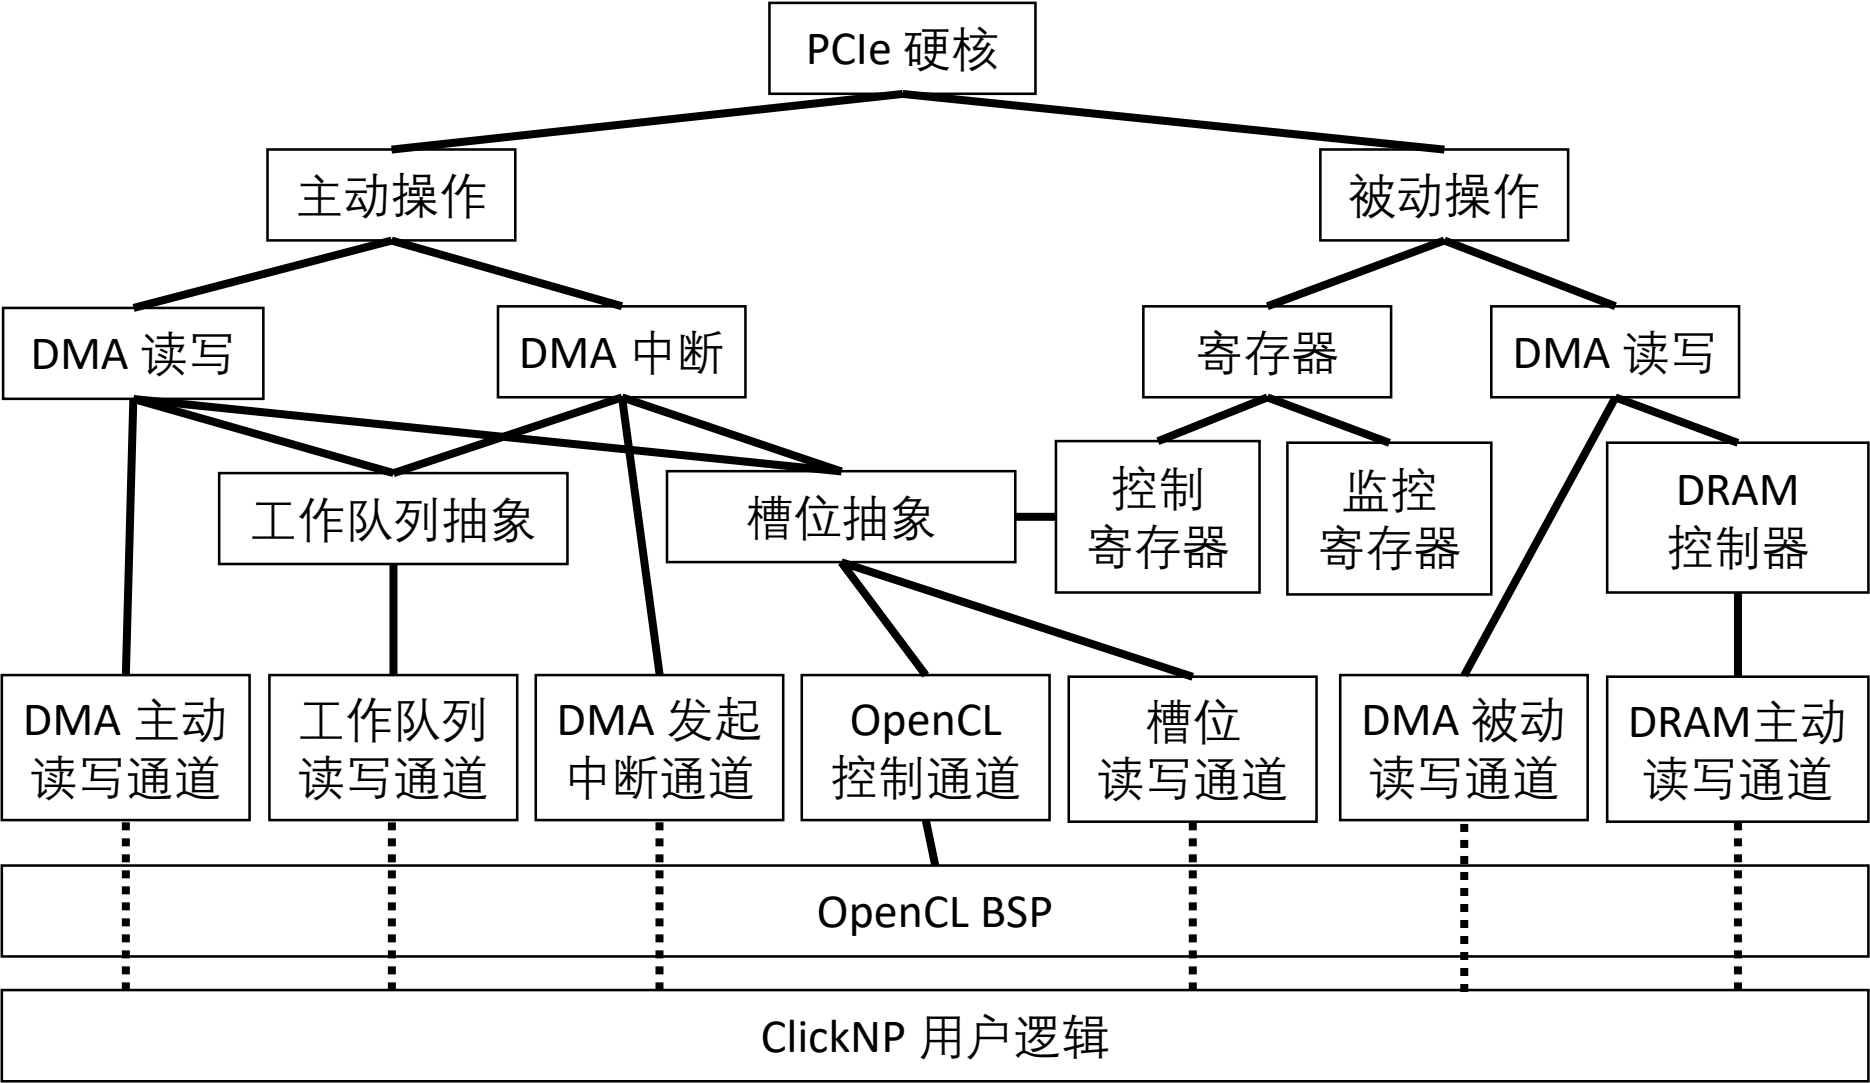 PCIe 硬核
主动操作
被动操作
DMA 读写
DMA 中断
寄存器
DMA 读写
工作队列抽象
槽位抽象
控制
寄存器
监控
寄存器
DRAM
控制器
DMA 主动
读写通道
工作队列
读写通道
DMA 发起
中断通道
OpenCL
控制通道
槽位
读写通道
DMA 被动
读写通道
DRAM主动
读写通道
OpenCL BSP
ClickNP 用户逻辑